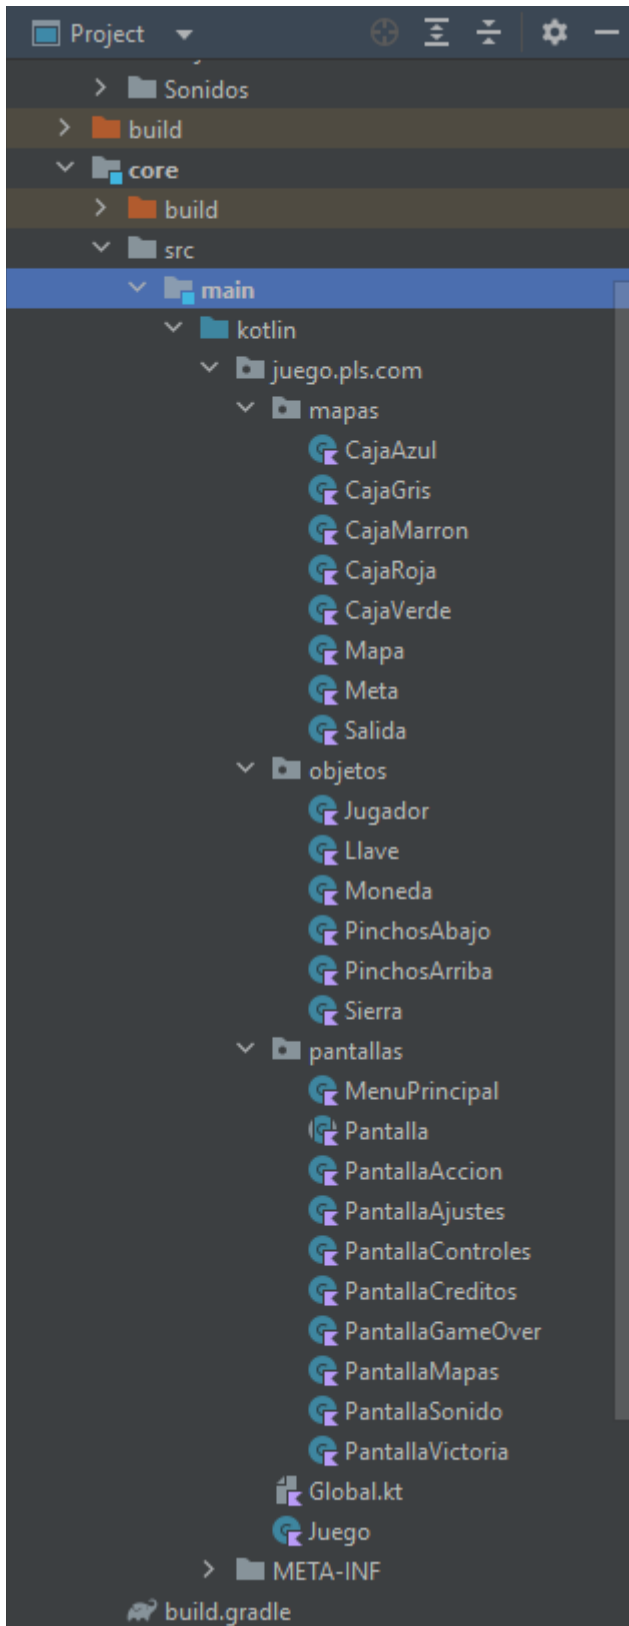 Project
Sonidos
build
core
build
src
main
kotlin
juego.pls.com
mapas
CajaAzul
CajaGris
CajaMarron
CajaRoja
CajaVerde
Mapa
Meta
Salida
objetos
Jugador
Llave
Moneda
PinchosAbajo
PinchosArriba
Sierra
pantallas
MenuPrincipal
Pantalla
PantallaAccion
PantallaAjustes
PantallaControles
PantallaCreditos
PantallaGameOver
PantallaMapas
PantallaSonido
PantallaVictoria
Global.kt
Juego
META-INF
build.gradle